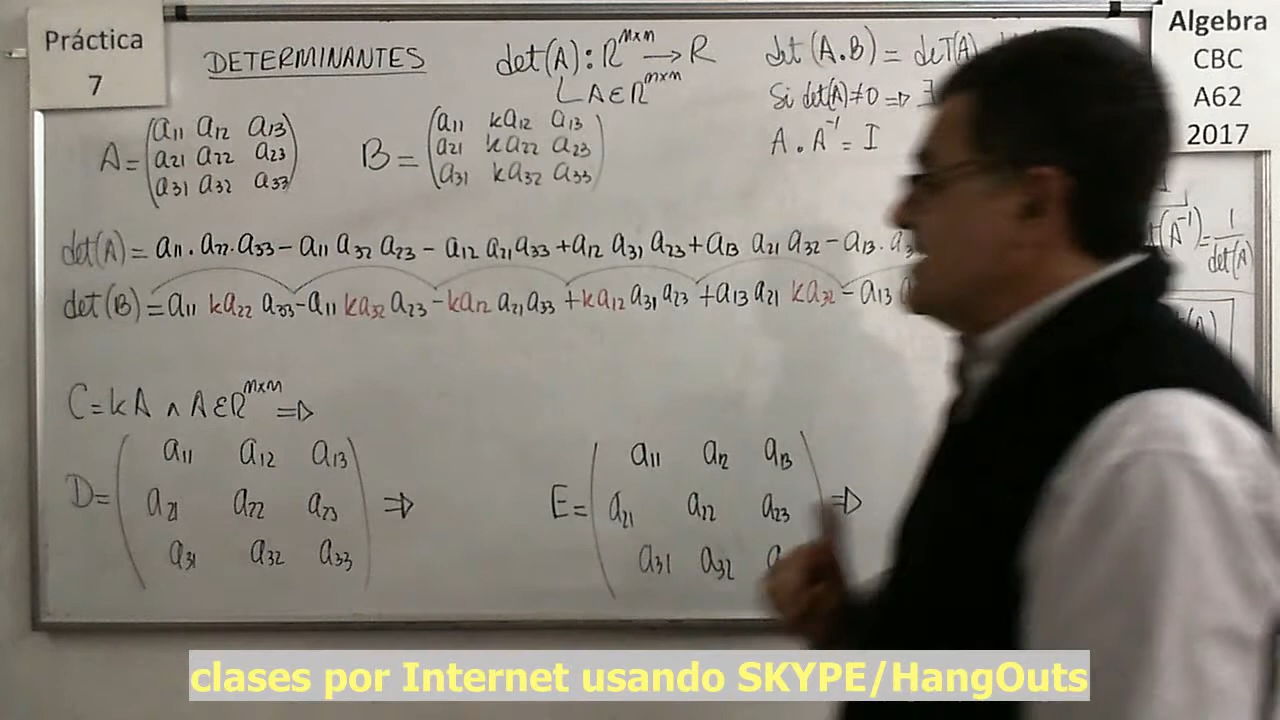 Práctica
7
DETERMINANTES
det(A): ℝᵐˣᵐ → R
L A∈ℝᵐˣᵐ
det(A.B) = deT(A)
Si det(A)≠0 ⇒ ∃
A . A⁻¹ = I
Algebra
CBC
A62
2017
A = (a11 a12 a13
a21 a22 a23
a31 a32 a33)
B = (a11 ka12 a13
a21 ka22 a23
a31 ka32 a33)
det(A) = a11.a22.a33 - a11 a32 a23 - a12 a21 a33 + a12 a31 a23 + a13 a21 a32 - a13.
det(B) = a11 ka22 a33 - a11 ka32 a23 - ka12 a21 a33 + ka12 a31 a23 + a13 a21 ka32 - a13
(A⁻¹) = 1/det(A)
C = kA ∧ A∈ℝᵐˣᵐ ⇒
D = (a11 a12 a13
a21 a22 a23
a31 a32 a33) ⇒
E = (a11 a12 a13
a21 a22 a23
a31 a32 a) ⇒
clases por Internet usando SKYPE/HangOuts